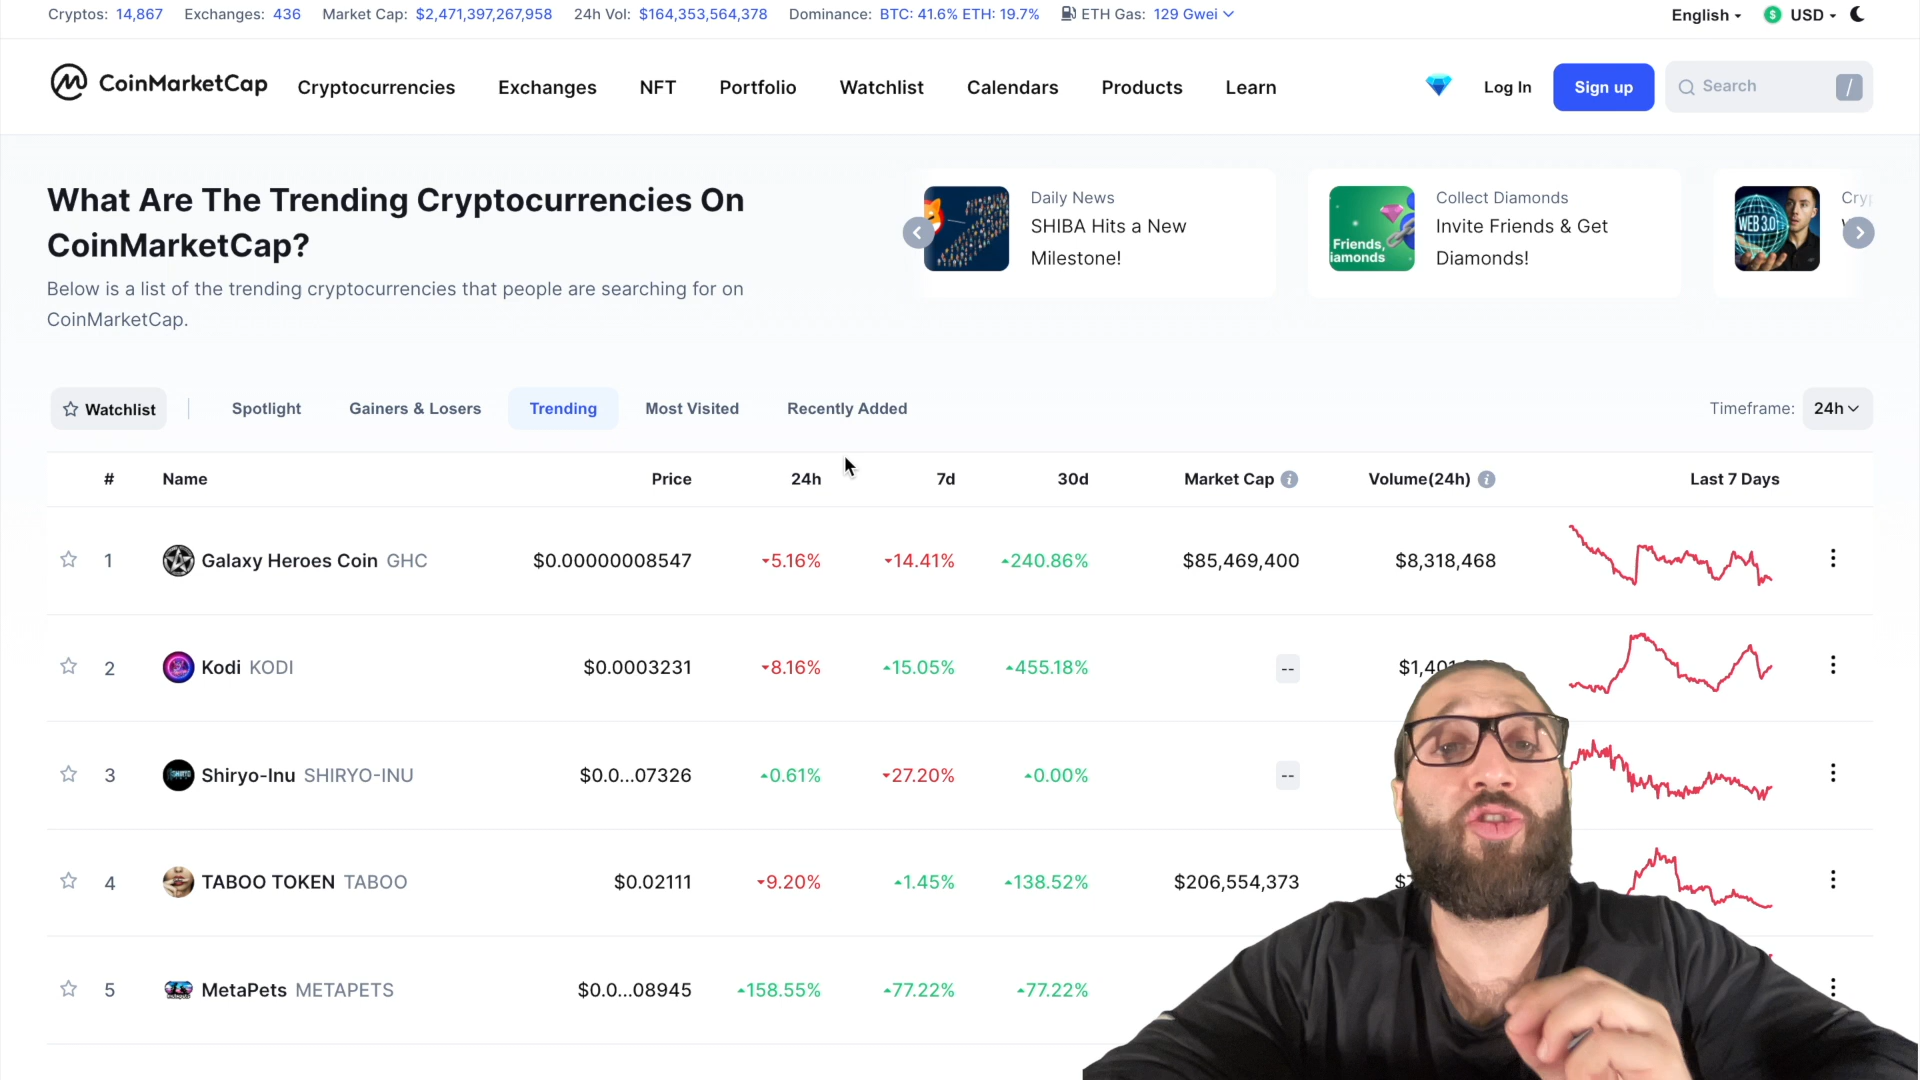 Cryptos: 14,867 Exchanges: 436 Market Cap: $2,471,397,267,958 24h Vol: $164,353,564,378 Dominance: BTC: 41.6% ETH: 19.7% ETH Gas: 129 Gwei English USD
CoinMarketCap Cryptocurrencies Exchanges NFT Portfolio Watchlist Calendars Products Learn Log In Sign up Search /
What Are The Trending Cryptocurrencies On
CoinMarketCap?
Below is a list of the trending cryptocurrencies that people are searching for on
CoinMarketCap.
Daily News
SHIBA Hits a New
Milestone!
Friends,
iamonds
Collect Diamonds
Invite Friends & Get
Diamonds!
WEB 3.0
Watchlist Spotlight Gainers & Losers Trending Most Visited Recently Added Timeframe: 24h
# Name Price 24h 7d 30d Market Cap Volume(24h) Last 7 Days
1 Galaxy Heroes Coin GHC $0.00000008547 5.16% 14.41% 240.86% $85,469,400 $8,318,468
2 Kodi KODI $0.0003231 8.16% 15.05% 455.18% --
3 Shiryo-Inu SHIRYO-INU $0.0...07326 0.61% 27.20% 0.00% --
4 TABOO TOKEN TABOO $0.02111 9.20% 1.45% 138.52% $206,554,373
5 MetaPets METAPETS $0.0...08945 158.55% 77.22% 77.22%